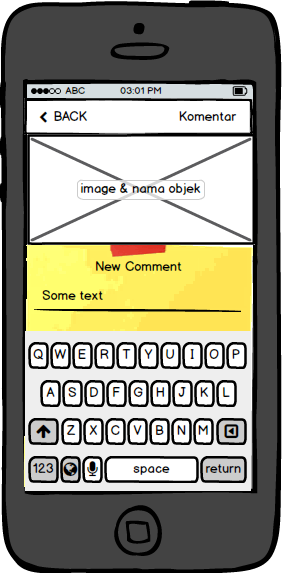 ABC 03:01 PM
BACK Komentar
image & nama objek
New Comment
Some text
Q W E R T Y U I O P
A S D F G H J K L
Z X C V B N M
123 space return